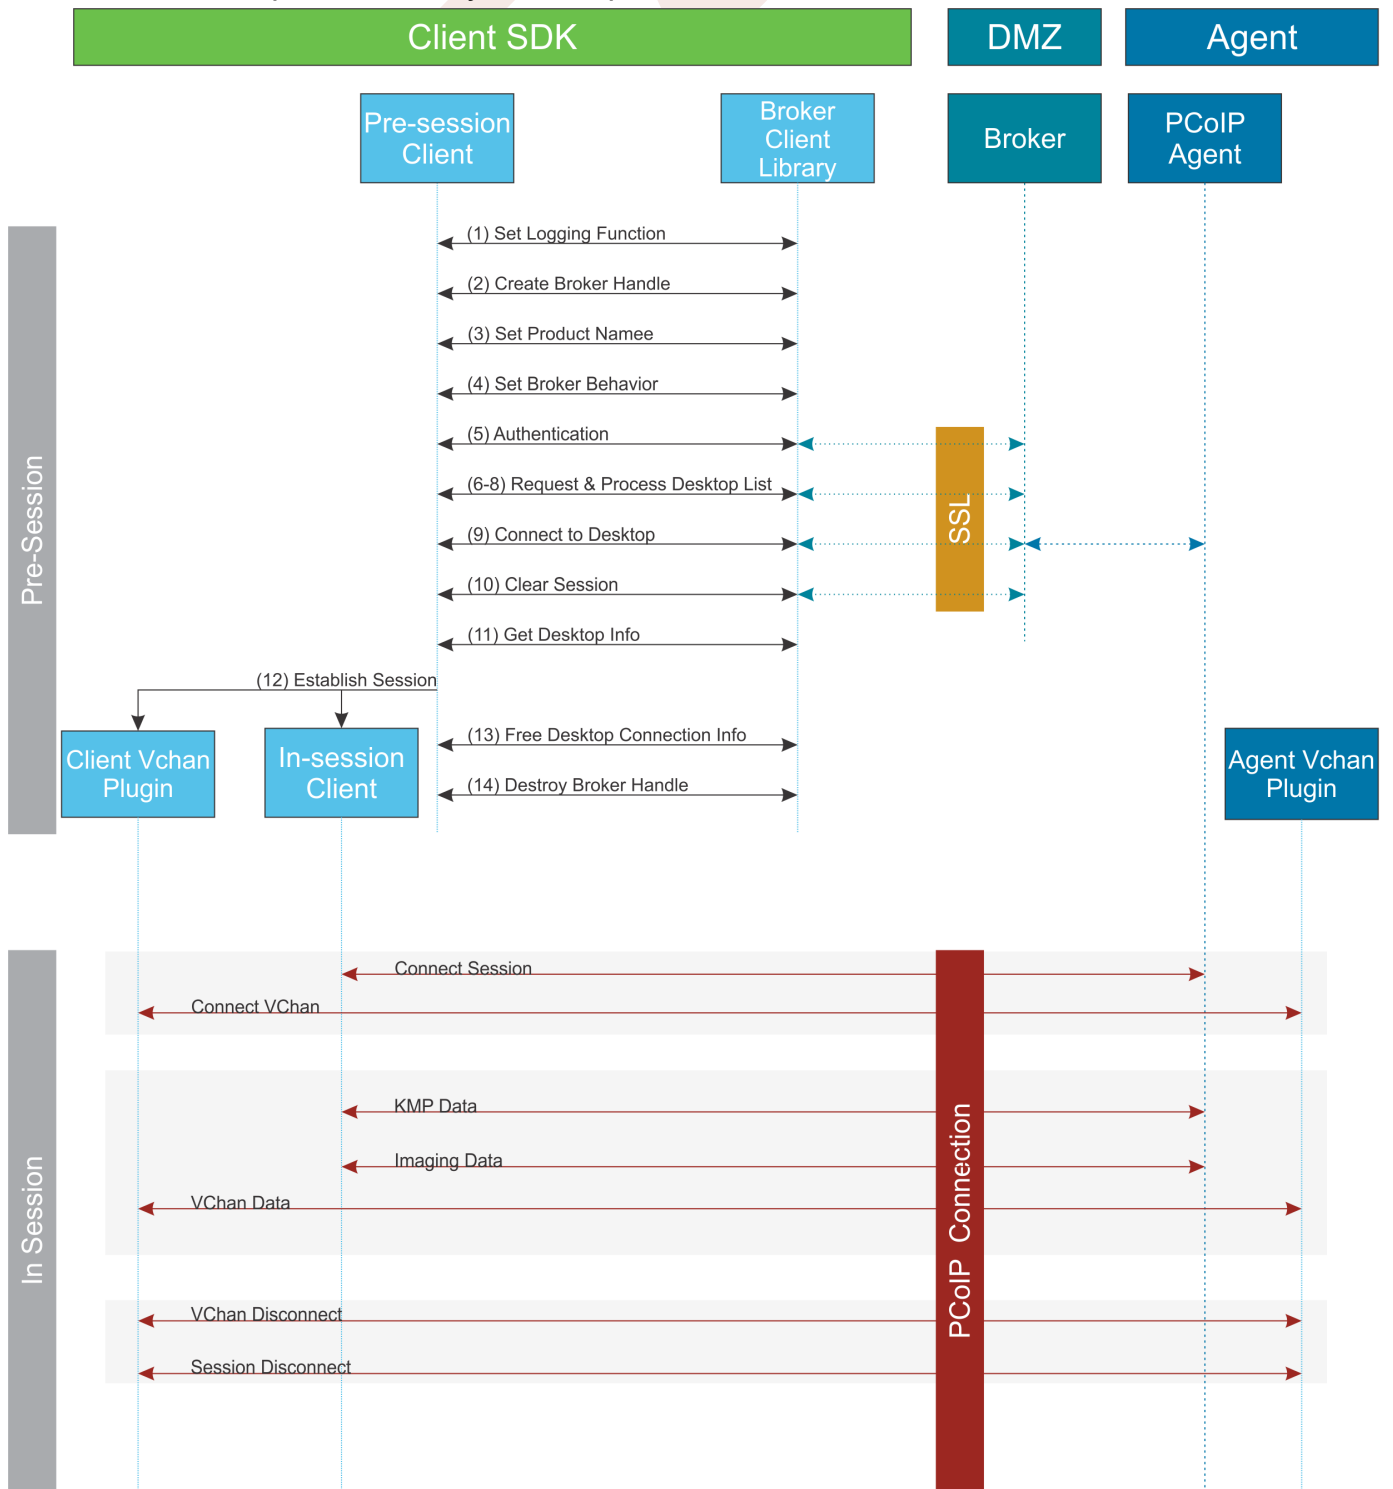 Client SDK
DMZ
Agent
Pre-session
Client
Broker
Client
Library
Broker
PCoIP
Agent
Pre-Session
(1) Set Logging Function
(2) Create Broker Handle
(3) Set Product Namee
(4) Set Broker Behavior
(5) Authentication
(6-8) Request & Process Desktop List
(9) Connect to Desktop
(10) Clear Session
(11) Get Desktop Info
SSL
(12) Establish Session
(13) Free Desktop Connection Info
(14) Destroy Broker Handle
Client Vchan
Plugin
In-session
Client
Agent Vchan
Plugin
In Session
Connect Session
Connect VChan
KMP Data
Imaging Data
VChan Data
VChan Disconnect
Session Disconnect
PCoIP Connection